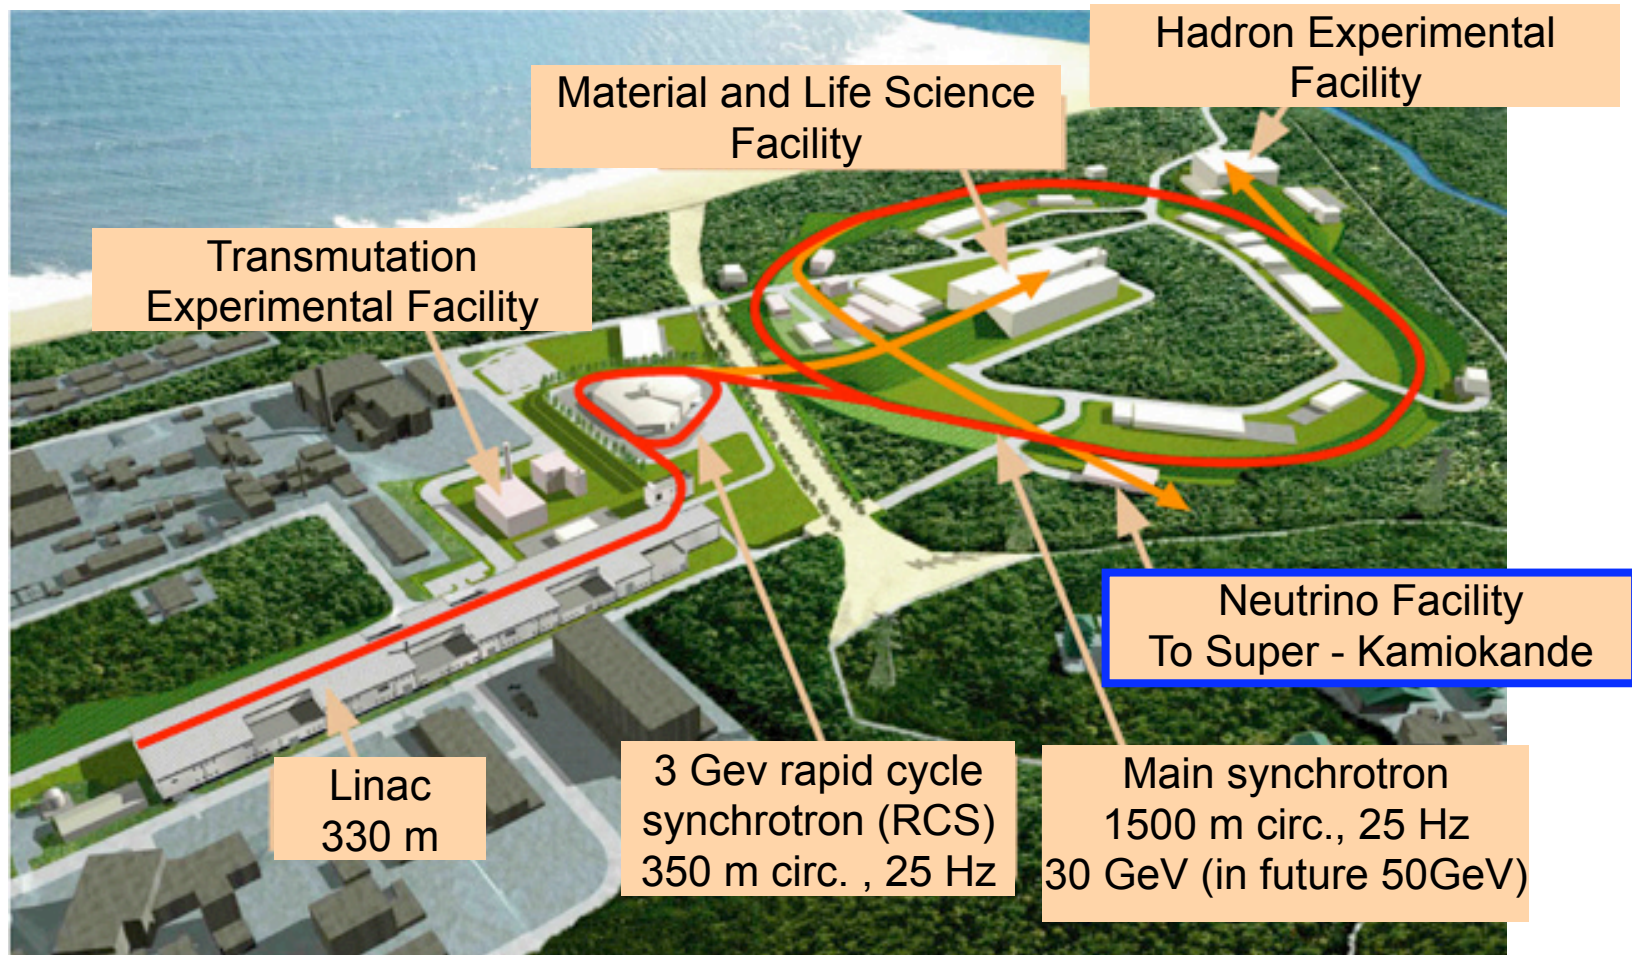 Hadron Experimental
Facility
Material and Life Science
Facility
Transmutation
Experimental Facility
Neutrino Facility
To Super - Kamiokande
Linac
330 m
3 Gev rapid cycle
synchrotron (RCS)
350 m circ. , 25 Hz
Main synchrotron
1500 m circ., 25 Hz
30 GeV (in future 50GeV)